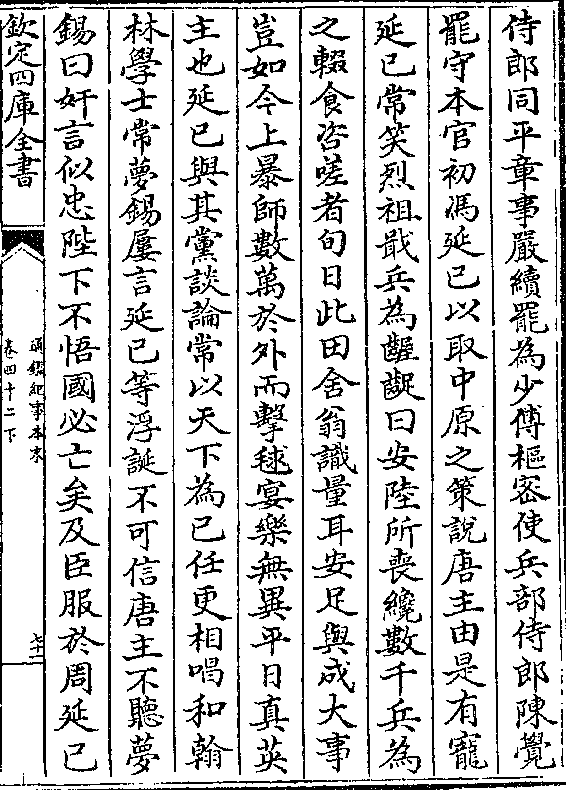 侍郎同平章事嚴續罷為少傅樞密使兵部侍郎陳覺
罷守本官初馮延已以取中原之策說唐主由是有寵
延已常笑烈祖戢兵為齷齪曰安陸所喪纔數千兵為
之輟食咨嗟者旬日此田舍翁識量耳安足與成大事
豈如今上暴師數萬於外而擊毬宴樂無異平日真英
主也延已與其黨談論常以天下為已任更相唱和翰
林學士常夢錫屢言延已等浮誕不可信唐主不聽夢
錫曰奸言似忠陛下不悟國必亡矣及臣服於周延已
欽定四庫全書
通鑑紀事本末
卷四十二下
七十一